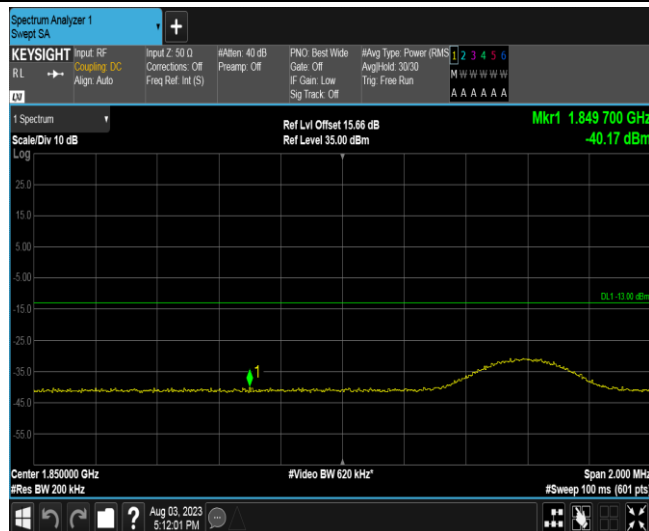 Spectrum Analyzer 1
Swept SA
+
KEYSIGHT
RL
LXI
Input: RF
Coupling: DC
Align: Auto
Input Z: 50 Ω
Corrections: Off
Freq Ref: Int (S)
#Atten: 40 dB
Preamp: Off
PNO: Best Wide
Gate: Off
IF Gain: Low
Sig Track: Off
#Avg Type: Power (RMS
Avg|Hold: 30/30
Trig: Free Run
1 2 3 4 5 6
M W W W W W
A A A A A A
1 Spectrum
Scale/Div 10 dB
Log
Ref Lvl Offset 15.66 dB
Ref Level 35.00 dBm
Mkr1 1.849 700 GHz
-40.17 dBm
25.0
15.0
5.00
-5.00
DL1 -13.00 dBm
-15.0
-25.0
-35.0
1
-45.0
-55.0
Center 1.850000 GHz
#Res BW 200 kHz
#Video BW 620 kHz*
Span 2.000 MHz
#Sweep 100 ms (601 pts)
?
Aug 03, 2023
5:12:01 PM